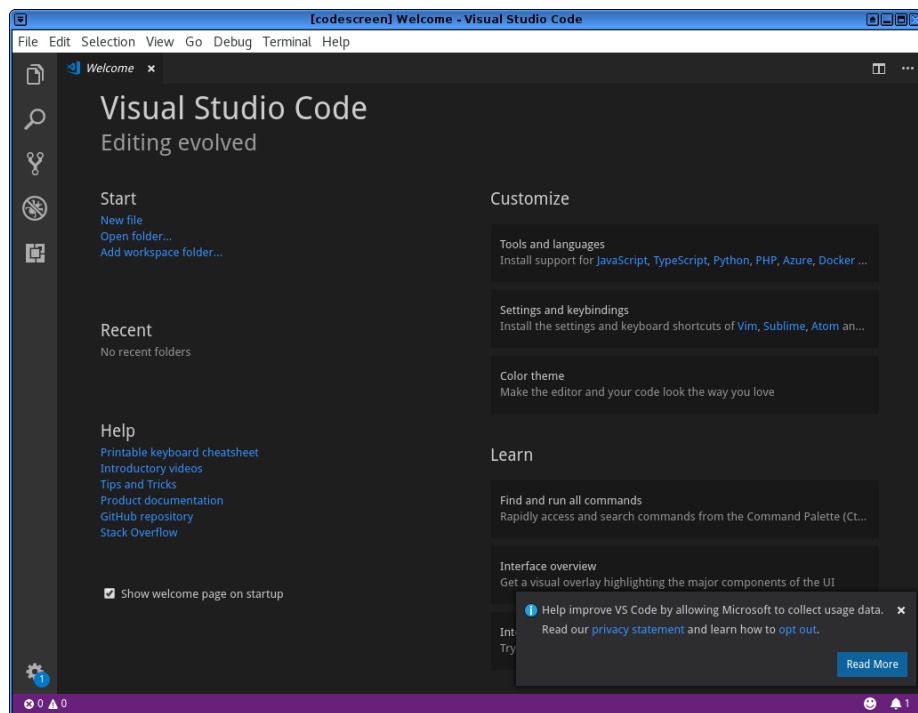 [codescreen] Welcome - Visual Studio Code
File Edit Selection View Go Debug Terminal Help
Welcome
Visual Studio Code
Editing evolved
Start
New file
Open folder...
Add workspace folder...
Recent
No recent folders
Help
Printable keyboard cheatsheet
Introductory videos
Tips and Tricks
Product documentation
GitHub repository
Stack Overflow
Show welcome page on startup
Customize
Tools and languages
Install support for JavaScript, TypeScript, Python, PHP, Azure, Docker ...
Settings and keybindings
Install the settings and keyboard shortcuts of Vim, Sublime, Atom an...
Color theme
Make the editor and your code look the way you love
Learn
Find and run all commands
Rapidly access and search commands from the Command Palette (Ct...
Interface overview
Get a visual overlay highlighting the major components of the UI
Int
Try
Help improve VS Code by allowing Microsoft to collect usage data.
Read our privacy statement and learn how to opt out.
Read More
1
0 0
1